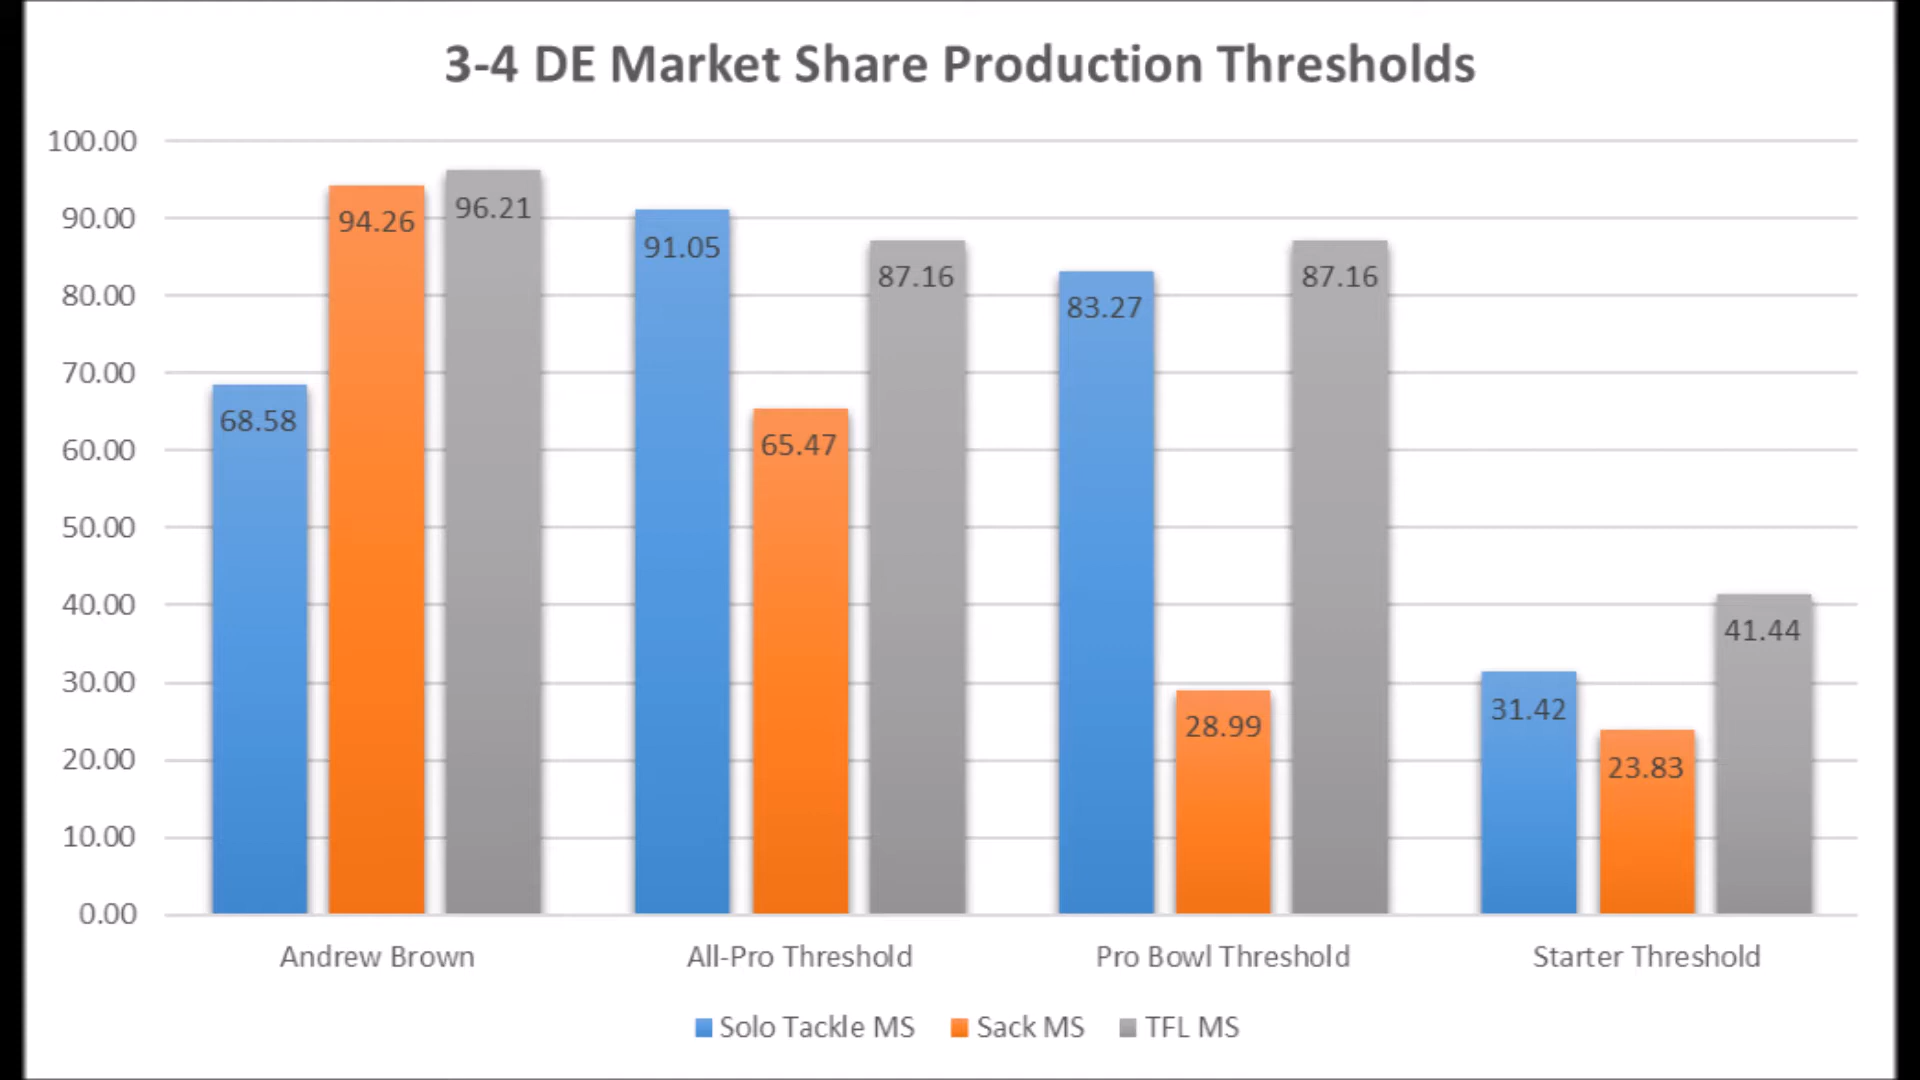 3-4 DE Market Share Production Thresholds
100.00
90.00
80.00
70.00
60.00
50.00
40.00
30.00
20.00
10.00
0.00
68.58
94.26
96.21
91.05
65.47
87.16
83.27
28.99
87.16
31.42
23.83
41.44
Andrew Brown
All-Pro Threshold
Pro Bowl Threshold
Starter Threshold
Solo Tackle MS
Sack MS
TFL MS